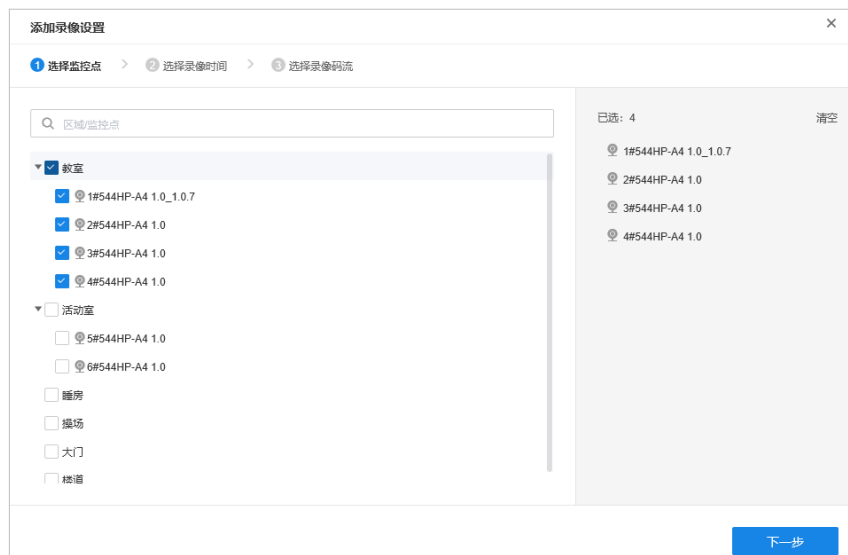 添加录像设置
1 选择监控点 2 选择录像时间 3 选择录像码流
区域/监控点
教室
1#544HP-A4 1.0_1.0.7
2#544HP-A4 1.0
3#544HP-A4 1.0
4#544HP-A4 1.0
活动室
5#544HP-A4 1.0
6#544HP-A4 1.0
睡房
操场
大门
楼道
已选：4 清空
1#544HP-A4 1.0_1.0.7
2#544HP-A4 1.0
3#544HP-A4 1.0
4#544HP-A4 1.0
下一步